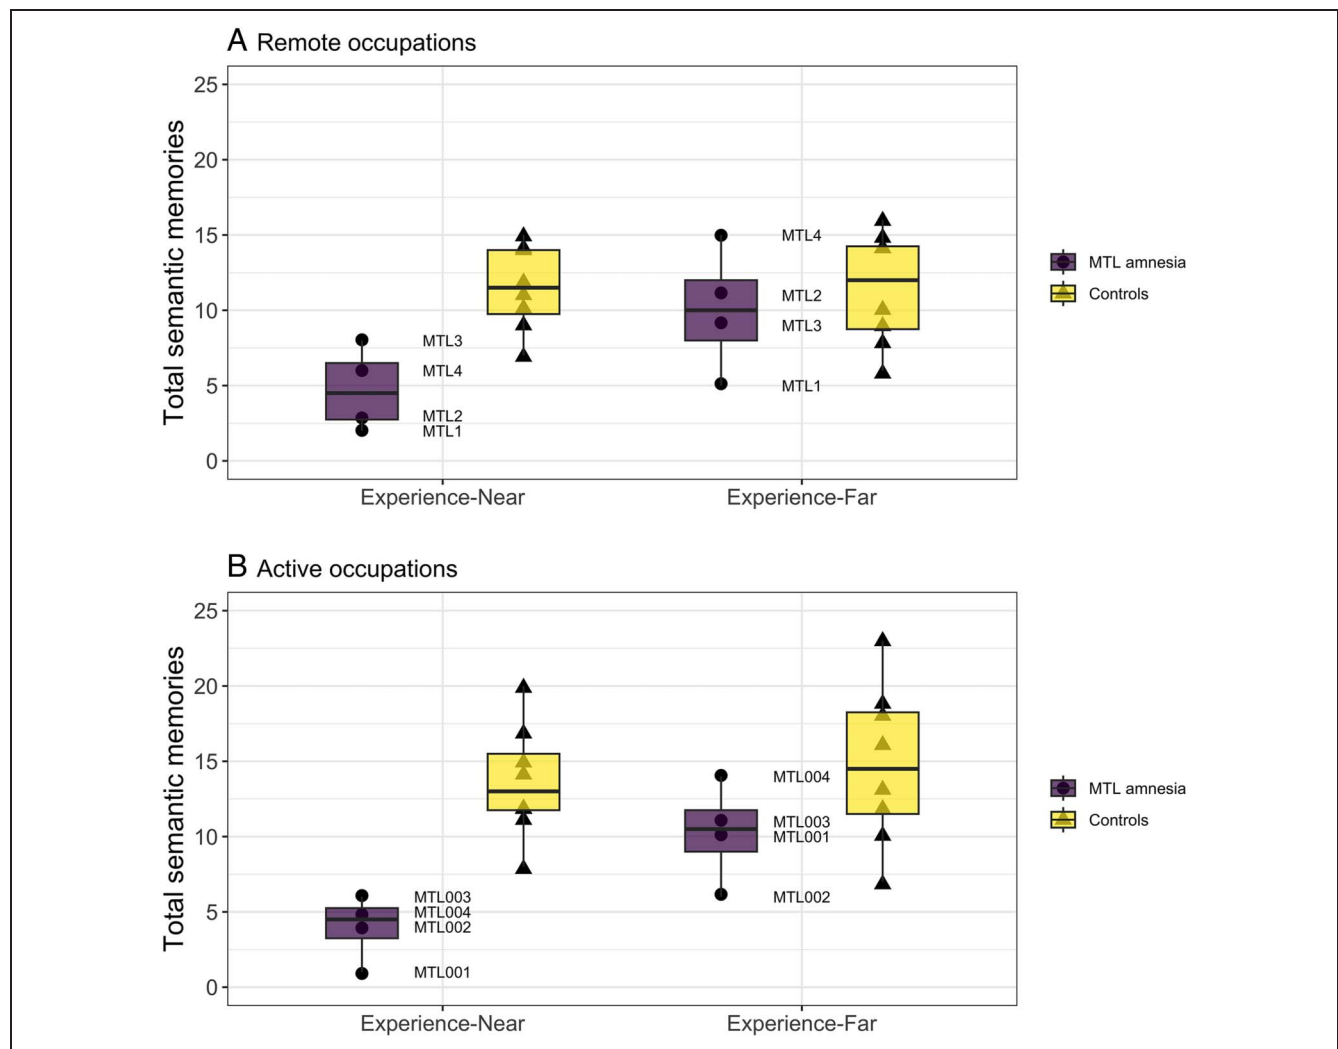 A Remote occupations
Total semantic memories
25
20
15
10
5
0
MTL3
MTL4
MTL2
MTL1
MTL4
MTL2
MTL3
MTL1
Experience-Near
Experience-Far
MTL amnesia
Controls
B Active occupations
Total semantic memories
25
20
15
10
5
0
MTL003
MTL004
MTL002
MTL001
MTL004
MTL003
MTL001
MTL002
Experience-Near
Experience-Far
MTL amnesia
Controls